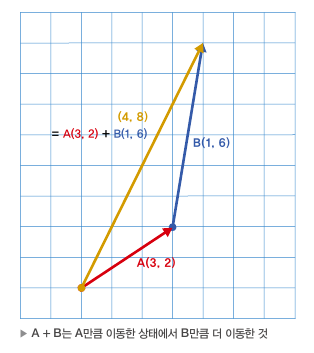 (4, 8)
= A(3, 2) + B(1, 6)
B(1, 6)
A(3, 2)
▶ A + B는 A만큼 이동한 상태에서 B만큼 더 이동한 것